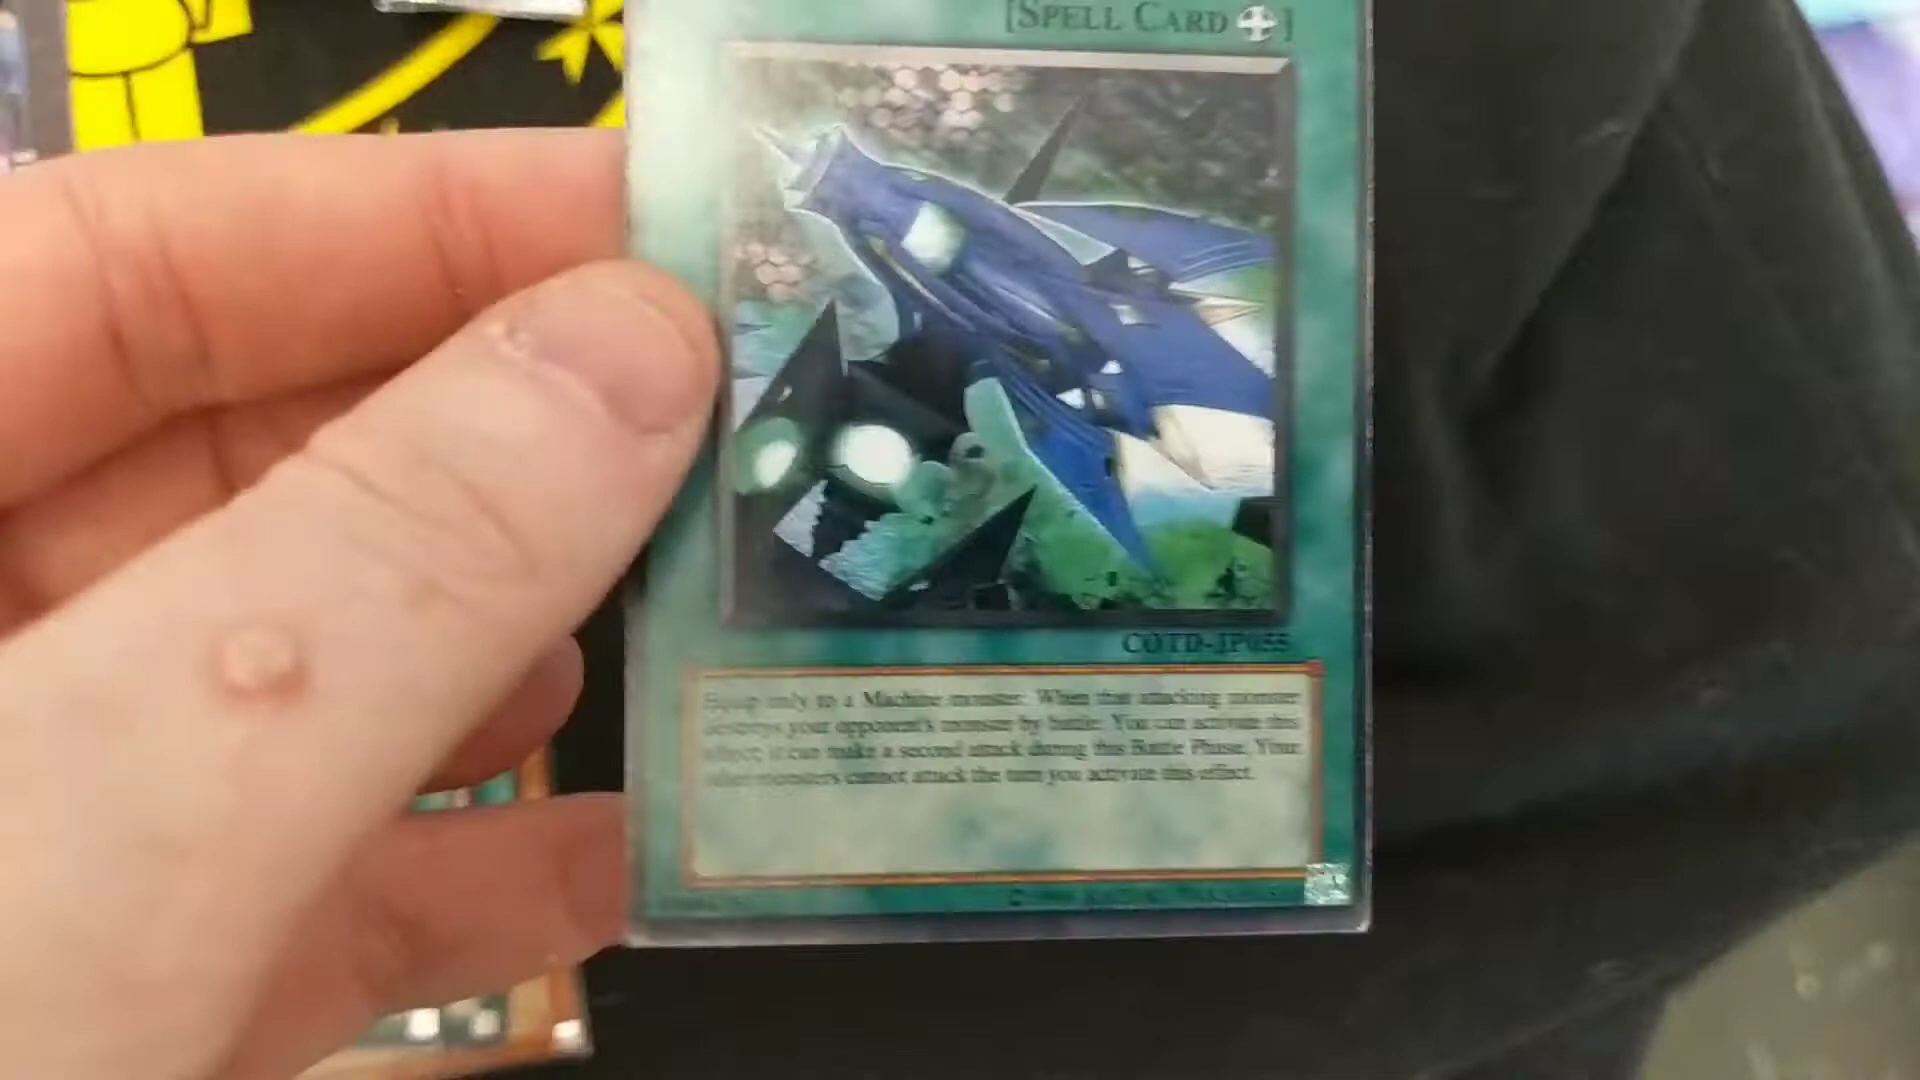 [SPELL CARD]
COTD-JP055
Equip only to a Machine monster. When that attacking monster
destroys your opponent's monster by battle: You can activate this
effect; it can make a second attack during this Battle Phase. Your
other monsters cannot attack the turn you activate this effect.